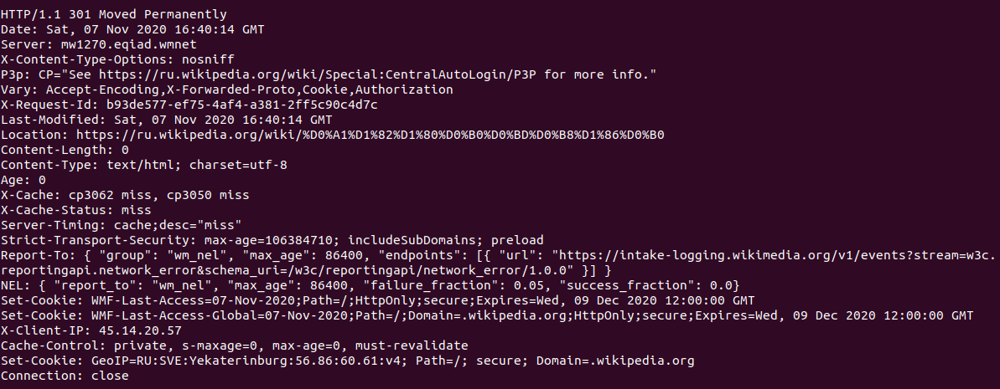 HTTP/1.1 301 Moved Permanently
Date: Sat, 07 Nov 2020 16:40:14 GMT
Server: mw1270.eqiad.wmnet
X-Content-Type-Options: nosniff
P3p: CP="See https://ru.wikipedia.org/wiki/Special:CentralAutoLogin/P3P for more info."
Vary: Accept-Encoding,X-Forwarded-Proto,Cookie,Authorization
X-Request-Id: b93de577-ef75-4af4-a381-2ff5c90c4d7c
Last-Modified: Sat, 07 Nov 2020 16:40:14 GMT
Location: https://ru.wikipedia.org/wiki/%D0%A1%D1%82%D1%80%D0%B0%D0%BD%D0%B8%D1%86%D0%B0
Content-Length: 0
Content-Type: text/html; charset=utf-8
Age: 0
X-Cache: cp3062 miss, cp3050 miss
X-Cache-Status: miss
Server-Timing: cache;desc="miss"
Strict-Transport-Security: max-age=106384710; includeSubDomains; preload
Report-To: { "group": "wm_nel", "max_age": 86400, "endpoints": [{ "url": "https://intake-logging.wikimedia.org/v1/events?stream=w3c.
reportingapi.network_error&schema_uri=/w3c/reportingapi/network_error/1.0.0" }] }
NEL: { "report_to": "wm_nel", "max_age": 86400, "failure_fraction": 0.05, "success_fraction": 0.0}
Set-Cookie: WMF-Last-Access=07-Nov-2020;Path=/;HttpOnly;secure;Expires=Wed, 09 Dec 2020 12:00:00 GMT
Set-Cookie: WMF-Last-Access-Global=07-Nov-2020;Path=/;Domain=.wikipedia.org;HttpOnly;secure;Expires=Wed, 09 Dec 2020 12:00:00 GMT
X-Client-IP: 45.14.20.57
Cache-Control: private, s-maxage=0, max-age=0, must-revalidate
Set-Cookie: GeoIP=RU:SVE:Yekaterinburg:56.86:60.61:v4; Path=/; secure; Domain=.wikipedia.org
Connection: close